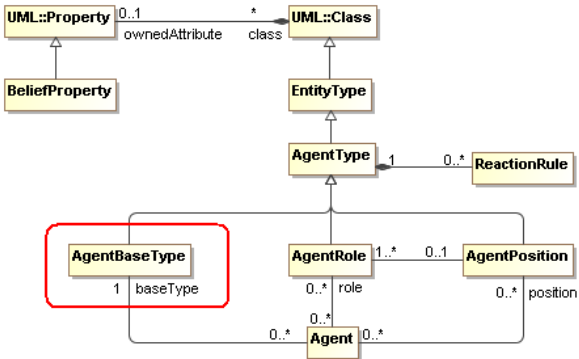 UML::Property 0..1 * UML::Class
ownedAttribute class
BeliefProperty EntityType
AgentType 1 0..* ReactionRule
AgentBaseType AgentRole 1..* 0..1 AgentPosition
1 baseType 0..* role 0..* position
0..* 0..* Agent 0..*